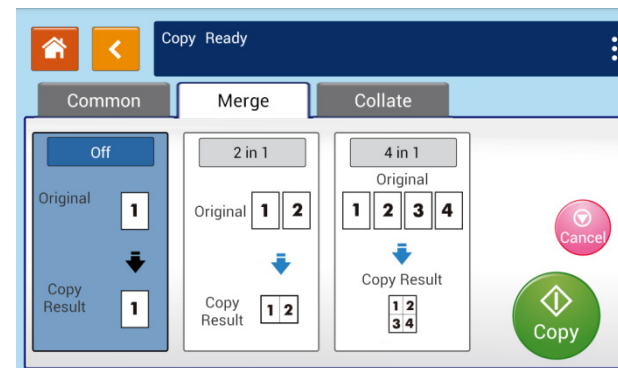 Copy Ready
Common
Merge
Collate
Off
Original
1
Copy
Result
1
2 in 1
Original
1 2
Copy
Result
1 2
4 in 1
Original
1 2 3 4
Copy Result
1 2
3 4
Cancel
Copy